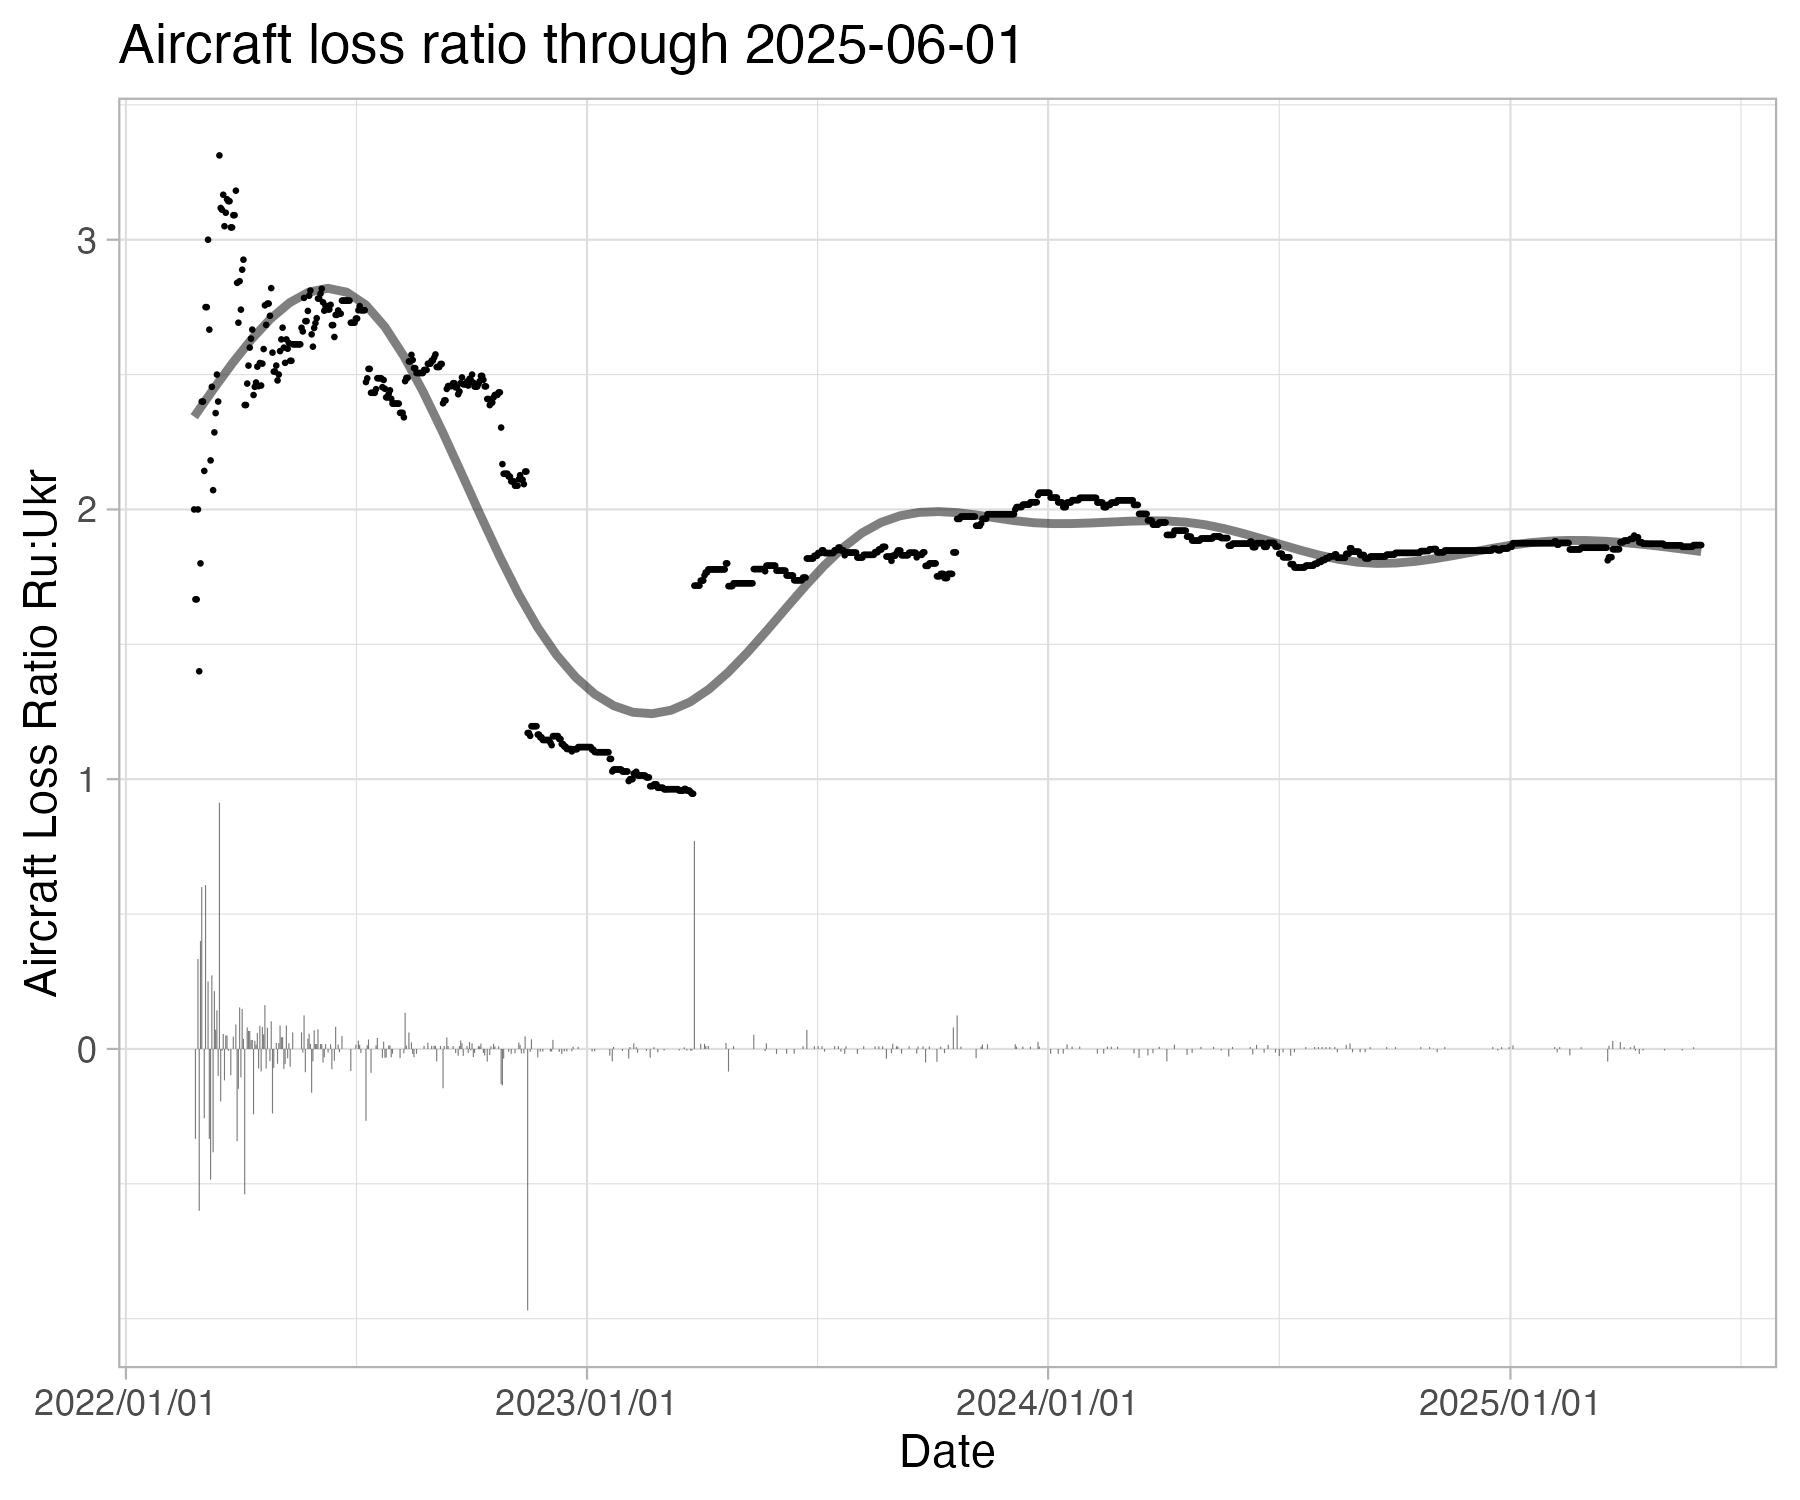 Aircraft loss ratio through 2025-06-01
Aircraft Loss Ratio Ru:Ukr
3
2
1
0
2022/01/01
2023/01/01
2024/01/01
2025/01/01
Date